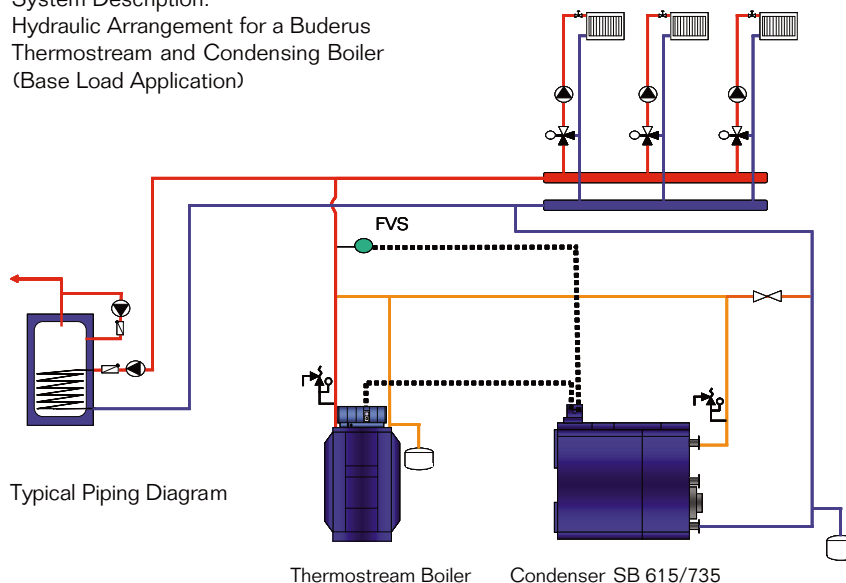 System Description:
Hydraulic Arrangement for a Buderus
Thermostream and Condensing Boiler
(Base Load Application)
FVS
Typical Piping Diagram
Thermostream Boiler
Condenser SB 615/735